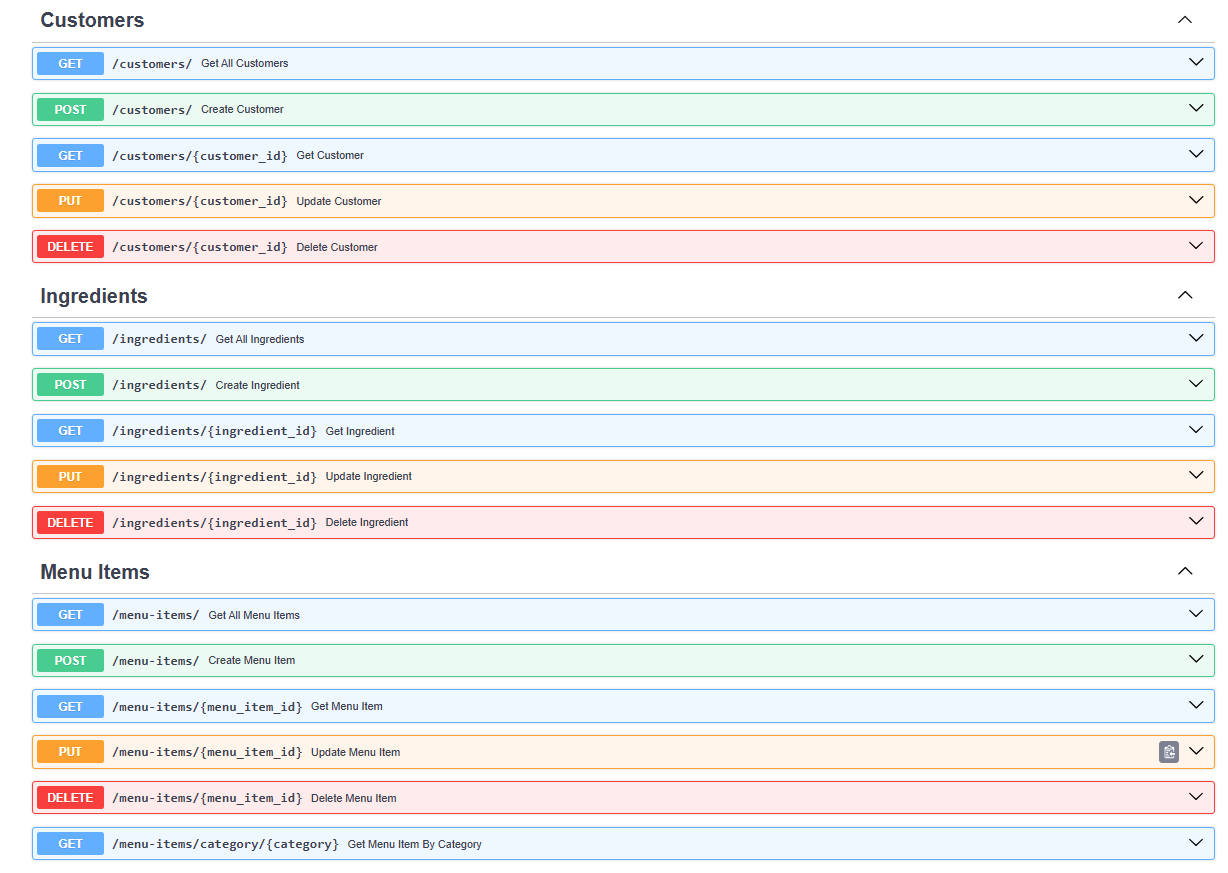 Customers
GET /customers/ Get All Customers
POST /customers/ Create Customer
GET /customers/{customer_id} Get Customer
PUT /customers/{customer_id} Update Customer
DELETE /customers/{customer_id} Delete Customer
Ingredients
GET /ingredients/ Get All Ingredients
POST /ingredients/ Create Ingredient
GET /ingredients/{ingredient_id} Get Ingredient
PUT /ingredients/{ingredient_id} Update Ingredient
DELETE /ingredients/{ingredient_id} Delete Ingredient
Menu Items
GET /menu-items/ Get All Menu Items
POST /menu-items/ Create Menu Item
GET /menu-items/{menu_item_id} Get Menu Item
PUT /menu-items/{menu_item_id} Update Menu Item
DELETE /menu-items/{menu_item_id} Delete Menu Item
GET /menu-items/category/{category} Get Menu Item By Category